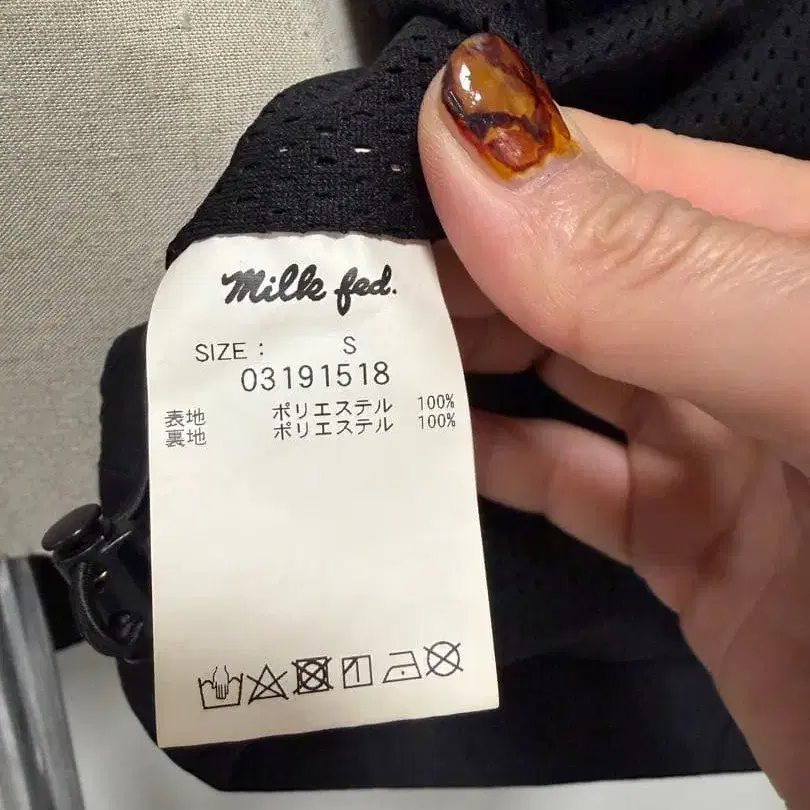 Milk fed.
SIZE : S
03191518
表地 ポリエステル 100%
裏地 ポリエステル 100%